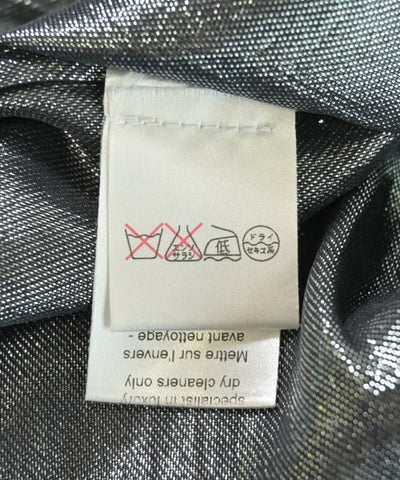 エンソ
サラシ
低
ドライ
セキユ系
specialist in luxury
dry cleaners only
Mettre sur l'envers
avant nettoyage -